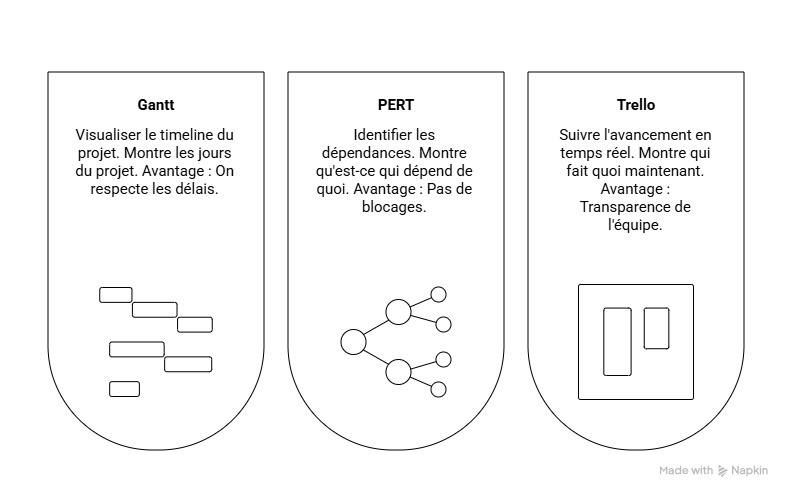 Gantt
Visualiser le timeline du
projet. Montre les jours
du projet. Avantage : On
respecte les délais.
PERT
Identifier les
dépendances. Montre
qu'est-ce qui dépend de
quoi. Avantage : Pas de
blocages.
Trello
Suivre l'avancement en
temps réel. Montre qui
fait quoi maintenant.
Avantage :
Transparence de
l'équipe.
Made with Napkin